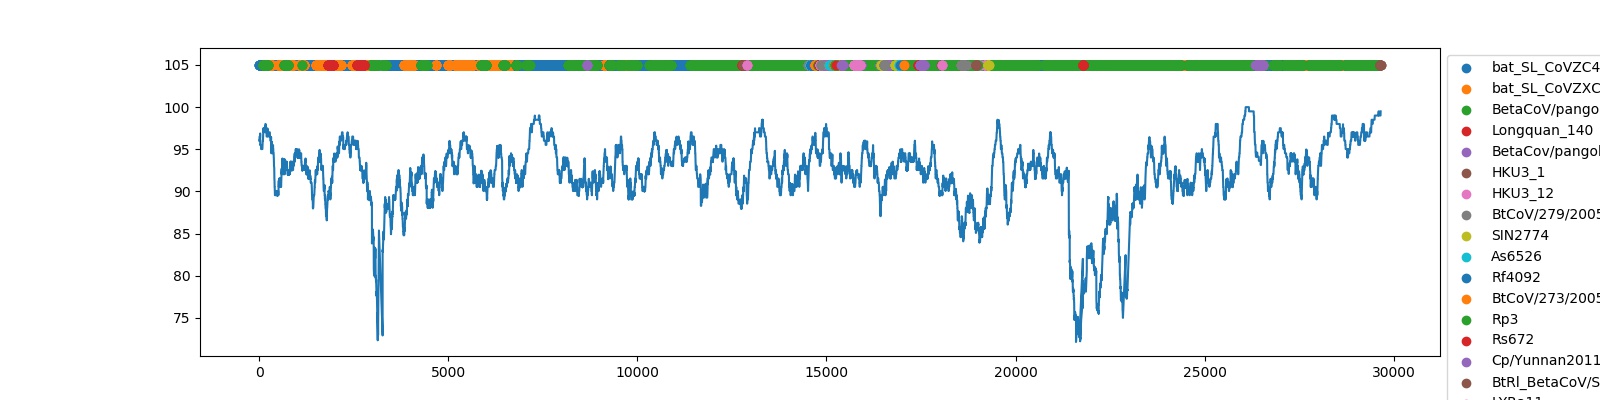 105
100
95
90
85
80
75
0 5000 10000 15000 20000 25000 30000
bat_SL_CoVZC4
bat_SL_CoVZXC
BetaCoV/pango
Longquan_140
BetaCov/pangol
HKU3_1
HKU3_12
BtCoV/279/2005
SIN2774
As6526
Rf4092
BtCoV/273/2005
Rp3
Rs672
Cp/Yunnan2011
BtRl_BetaCoV/S